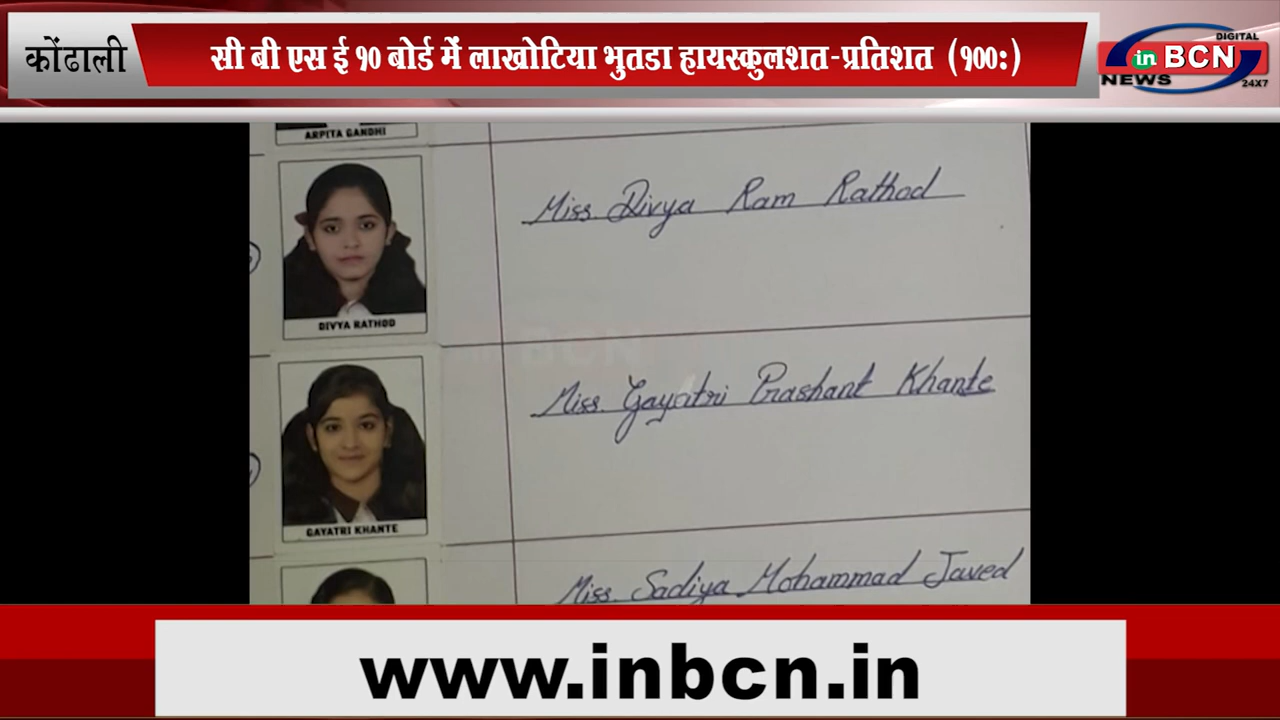 कोंढाली
सी बी एस ई १० बोर्ड में लाखोटिया भुतडा हायस्कुलशत-प्रतिशत (१००:)
DIGITAL
in BCN
NEWS 24X7
ARPITA GANDHI
Miss. Divya Ram Rathod
DIVYA RATHOD
Miss. Gayatri Prashant Khante
GAYATRI KHANTE
Miss. Sadiya Mohammad Javed
www.inbcn.in